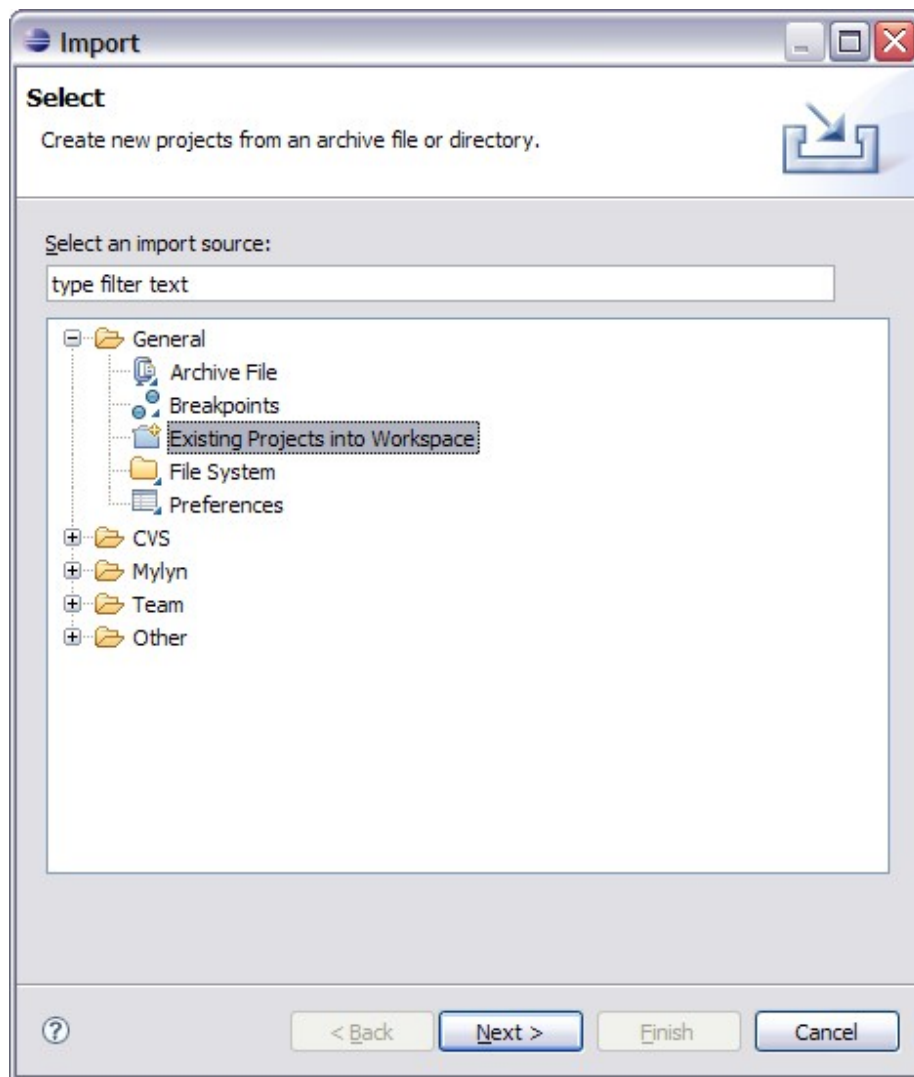 Import
Select
Create new projects from an archive file or directory.
Select an import source:
type filter text
General
Archive File
Breakpoints
Existing Projects into Workspace
File System
Preferences
CVS
Mylyn
Team
Other
? < Back Next > Finish Cancel